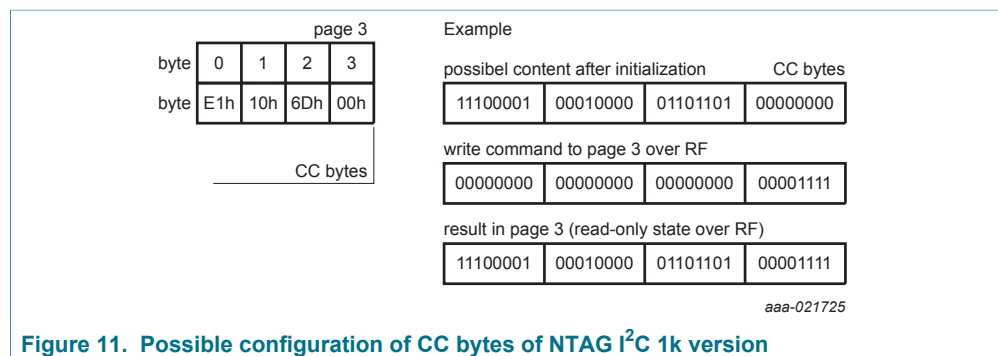 page 3
byte 0 1 2 3
byte E1h 10h 6Dh 00h
CC bytes
Example
possibel content after initialization CC bytes
11100001 00010000 01101101 00000000
write command to page 3 over RF
00000000 00000000 00000000 00001111
result in page 3 (read-only state over RF)
11100001 00010000 01101101 00001111
aaa-021725
Figure 11. Possible configuration of CC bytes of NTAG I²C 1k version